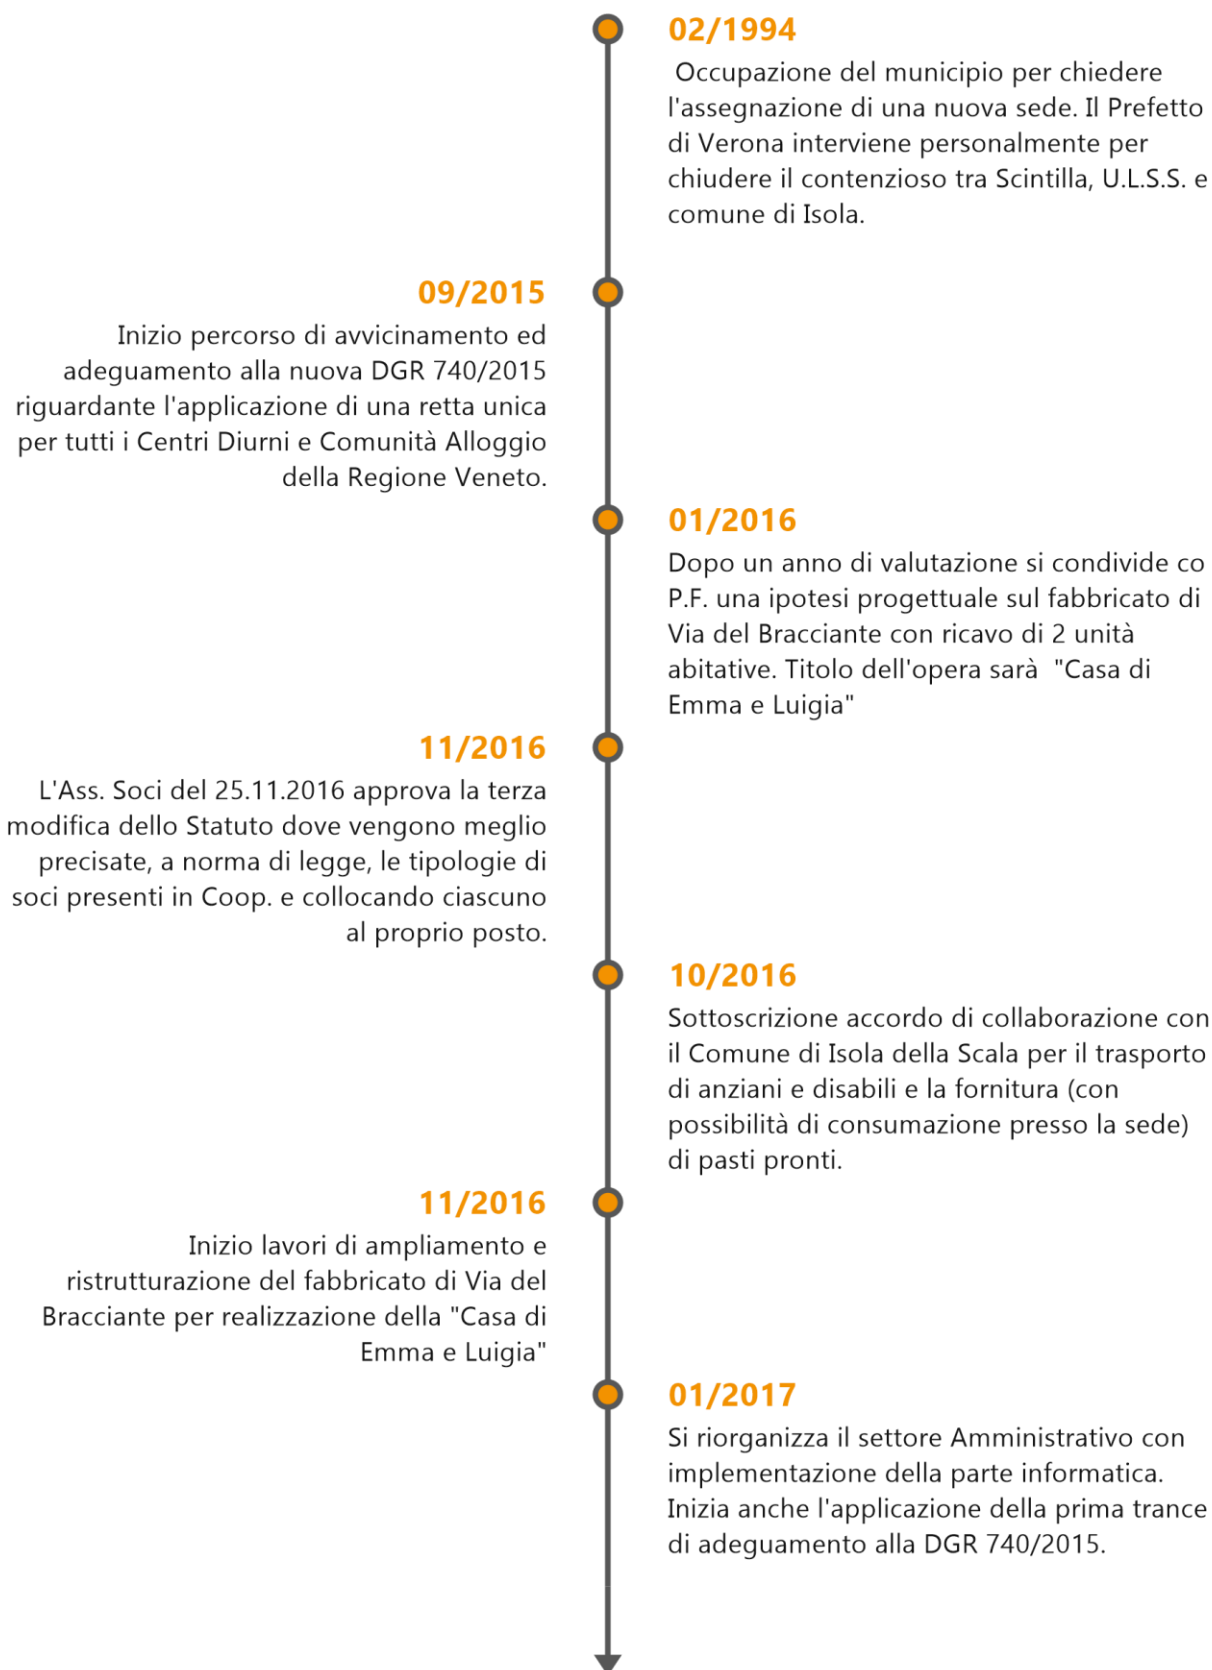 02/1994
Occupazione del municipio per chiedere
l'assegnazione di una nuova sede. Il Prefetto
di Verona interviene personalmente per
chiudere il contenzioso tra Scintilla, U.L.S.S. e
comune di Isola.
09/2015
Inizio percorso di avvicinamento ed
adeguamento alla nuova DGR 740/2015
riguardante l'applicazione di una retta unica
per tutti i Centri Diurni e Comunità Alloggio
della Regione Veneto.
01/2016
Dopo un anno di valutazione si condivide co
P.F. una ipotesi progettuale sul fabbricato di
Via del Bracciante con ricavo di 2 unità
abitative. Titolo dell'opera sarà "Casa di
Emma e Luigia"
11/2016
L'Ass. Soci del 25.11.2016 approva la terza
modifica dello Statuto dove vengono meglio
precisate, a norma di legge, le tipologie di
soci presenti in Coop. e collocando ciascuno
al proprio posto.
10/2016
Sottoscrizione accordo di collaborazione con
il Comune di Isola della Scala per il trasporto
di anziani e disabili e la fornitura (con
possibilità di consumazione presso la sede)
di pasti pronti.
11/2016
Inizio lavori di ampliamento e
ristrutturazione del fabbricato di Via del
Bracciante per realizzazione della "Casa di
Emma e Luigia"
01/2017
Si riorganizza il settore Amministrativo con
implementazione della parte informatica.
Inizia anche l'applicazione della prima trance
di adeguamento alla DGR 740/2015.